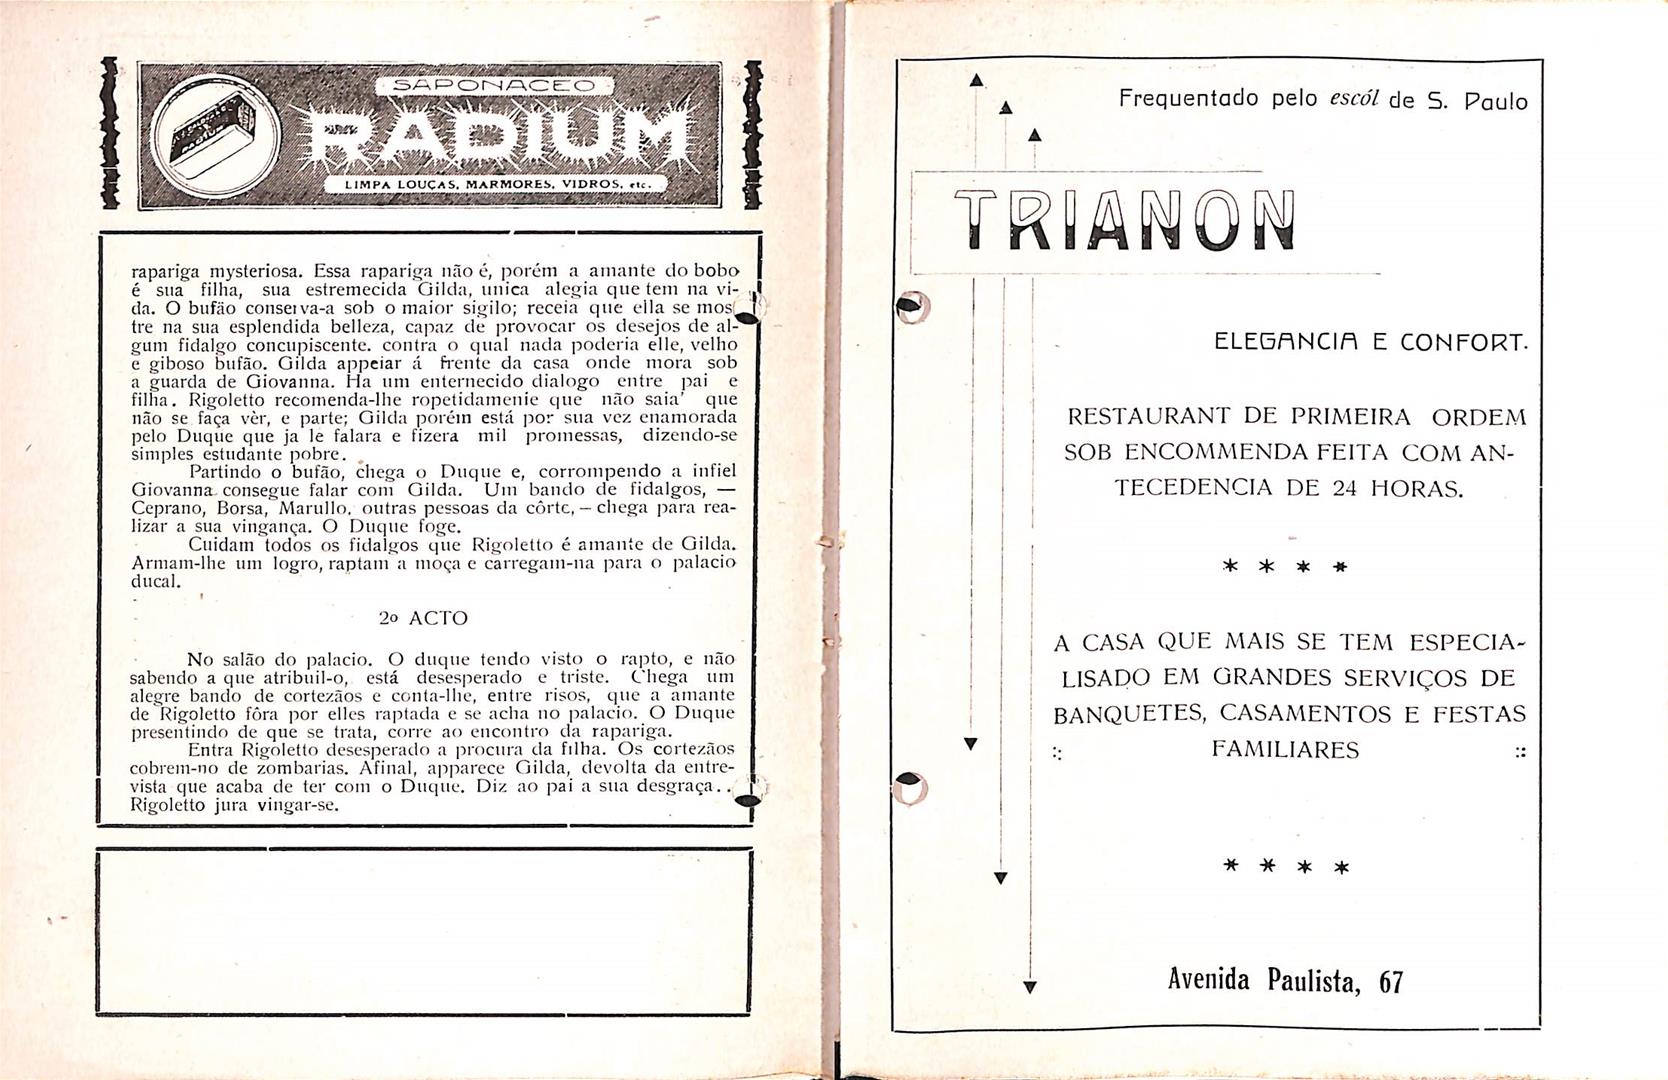 SAPONACEO
RADIUM
LIMPA LOUÇAS, MARMORES, VIDROS, etc.
rapariga mysteriosa. Essa rapariga não é, porém a amante do bobo
é sua filha, sua estremecida Gilda, unica alegia que tem na vi-
da. O bufão conserva-a sob o maior sigilo; receia que ella se mos
tre na sua esplendida belleza, capaz de provocar os desejos de al-
gum fidalgo concupiscente. contra o qual nada poderia elle, velho
e giboso bufão. Gilda appeiar á frente da casa onde mora sob
a guarda de Giovanna. Ha um enternecido dialogo entre pai e
filha. Rigoletto recomenda-lhe ropetidamenie que não saia' que
não se faça vèr, e parte; Gilda porém está por sua vez enamorada
pelo Duque que ja le falara e fizera mil promessas, dizendo-se
simples estudante pobre.
Partindo o bufão, chega o Duque e, corrompendo a infiel
Giovanna consegue falar com Gilda. Um bando de fidalgos, —
Ceprano, Borsa, Marullo. outras pessoas da côrte, — chega para rea-
lizar a sua vingança. O Duque foge.
Cuidam todos os fidalgos que Rigoletto é amante de Gilda.
Armam-lhe um logro, raptam a moça e carregam-na para o palacio
ducal.
2o ACTO
No salão do palacio. O duque tendo visto o rapto, e não
sabendo a que atribuil-o, está desesperado e triste. Chega um
alegre bando de cortezãos e conta-lhe, entre risos, que a amante
de Rigoletto fôra por elles raptada e se acha no palacio. O Duque
presentindo de que se trata, corre ao encontro da rapariga.
Entra Rigoletto desesperado a procura da filha. Os cortezãos
cobrem-no de zombarias. Afinal, apparece Gilda, devolta da entre-
vista que acaba de ter com o Duque. Diz ao pai a sua desgraça..
Rigoletto jura vingar-se.
Frequentado pelo escól de S. Paulo
TRIANON
ELEGANCIA E CONFORT.
RESTAURANT DE PRIMEIRA ORDEM
SOB ENCOMMENDA FEITA COM AN-
TECEDENCIA DE 24 HORAS.
* * * *
A CASA QUE MAIS SE TEM ESPECIA-
LISADO EM GRANDES SERVIÇOS DE
BANQUETES, CASAMENTOS E FESTAS
:: FAMILIARES ::
* * * *
Avenida Paulista, 67